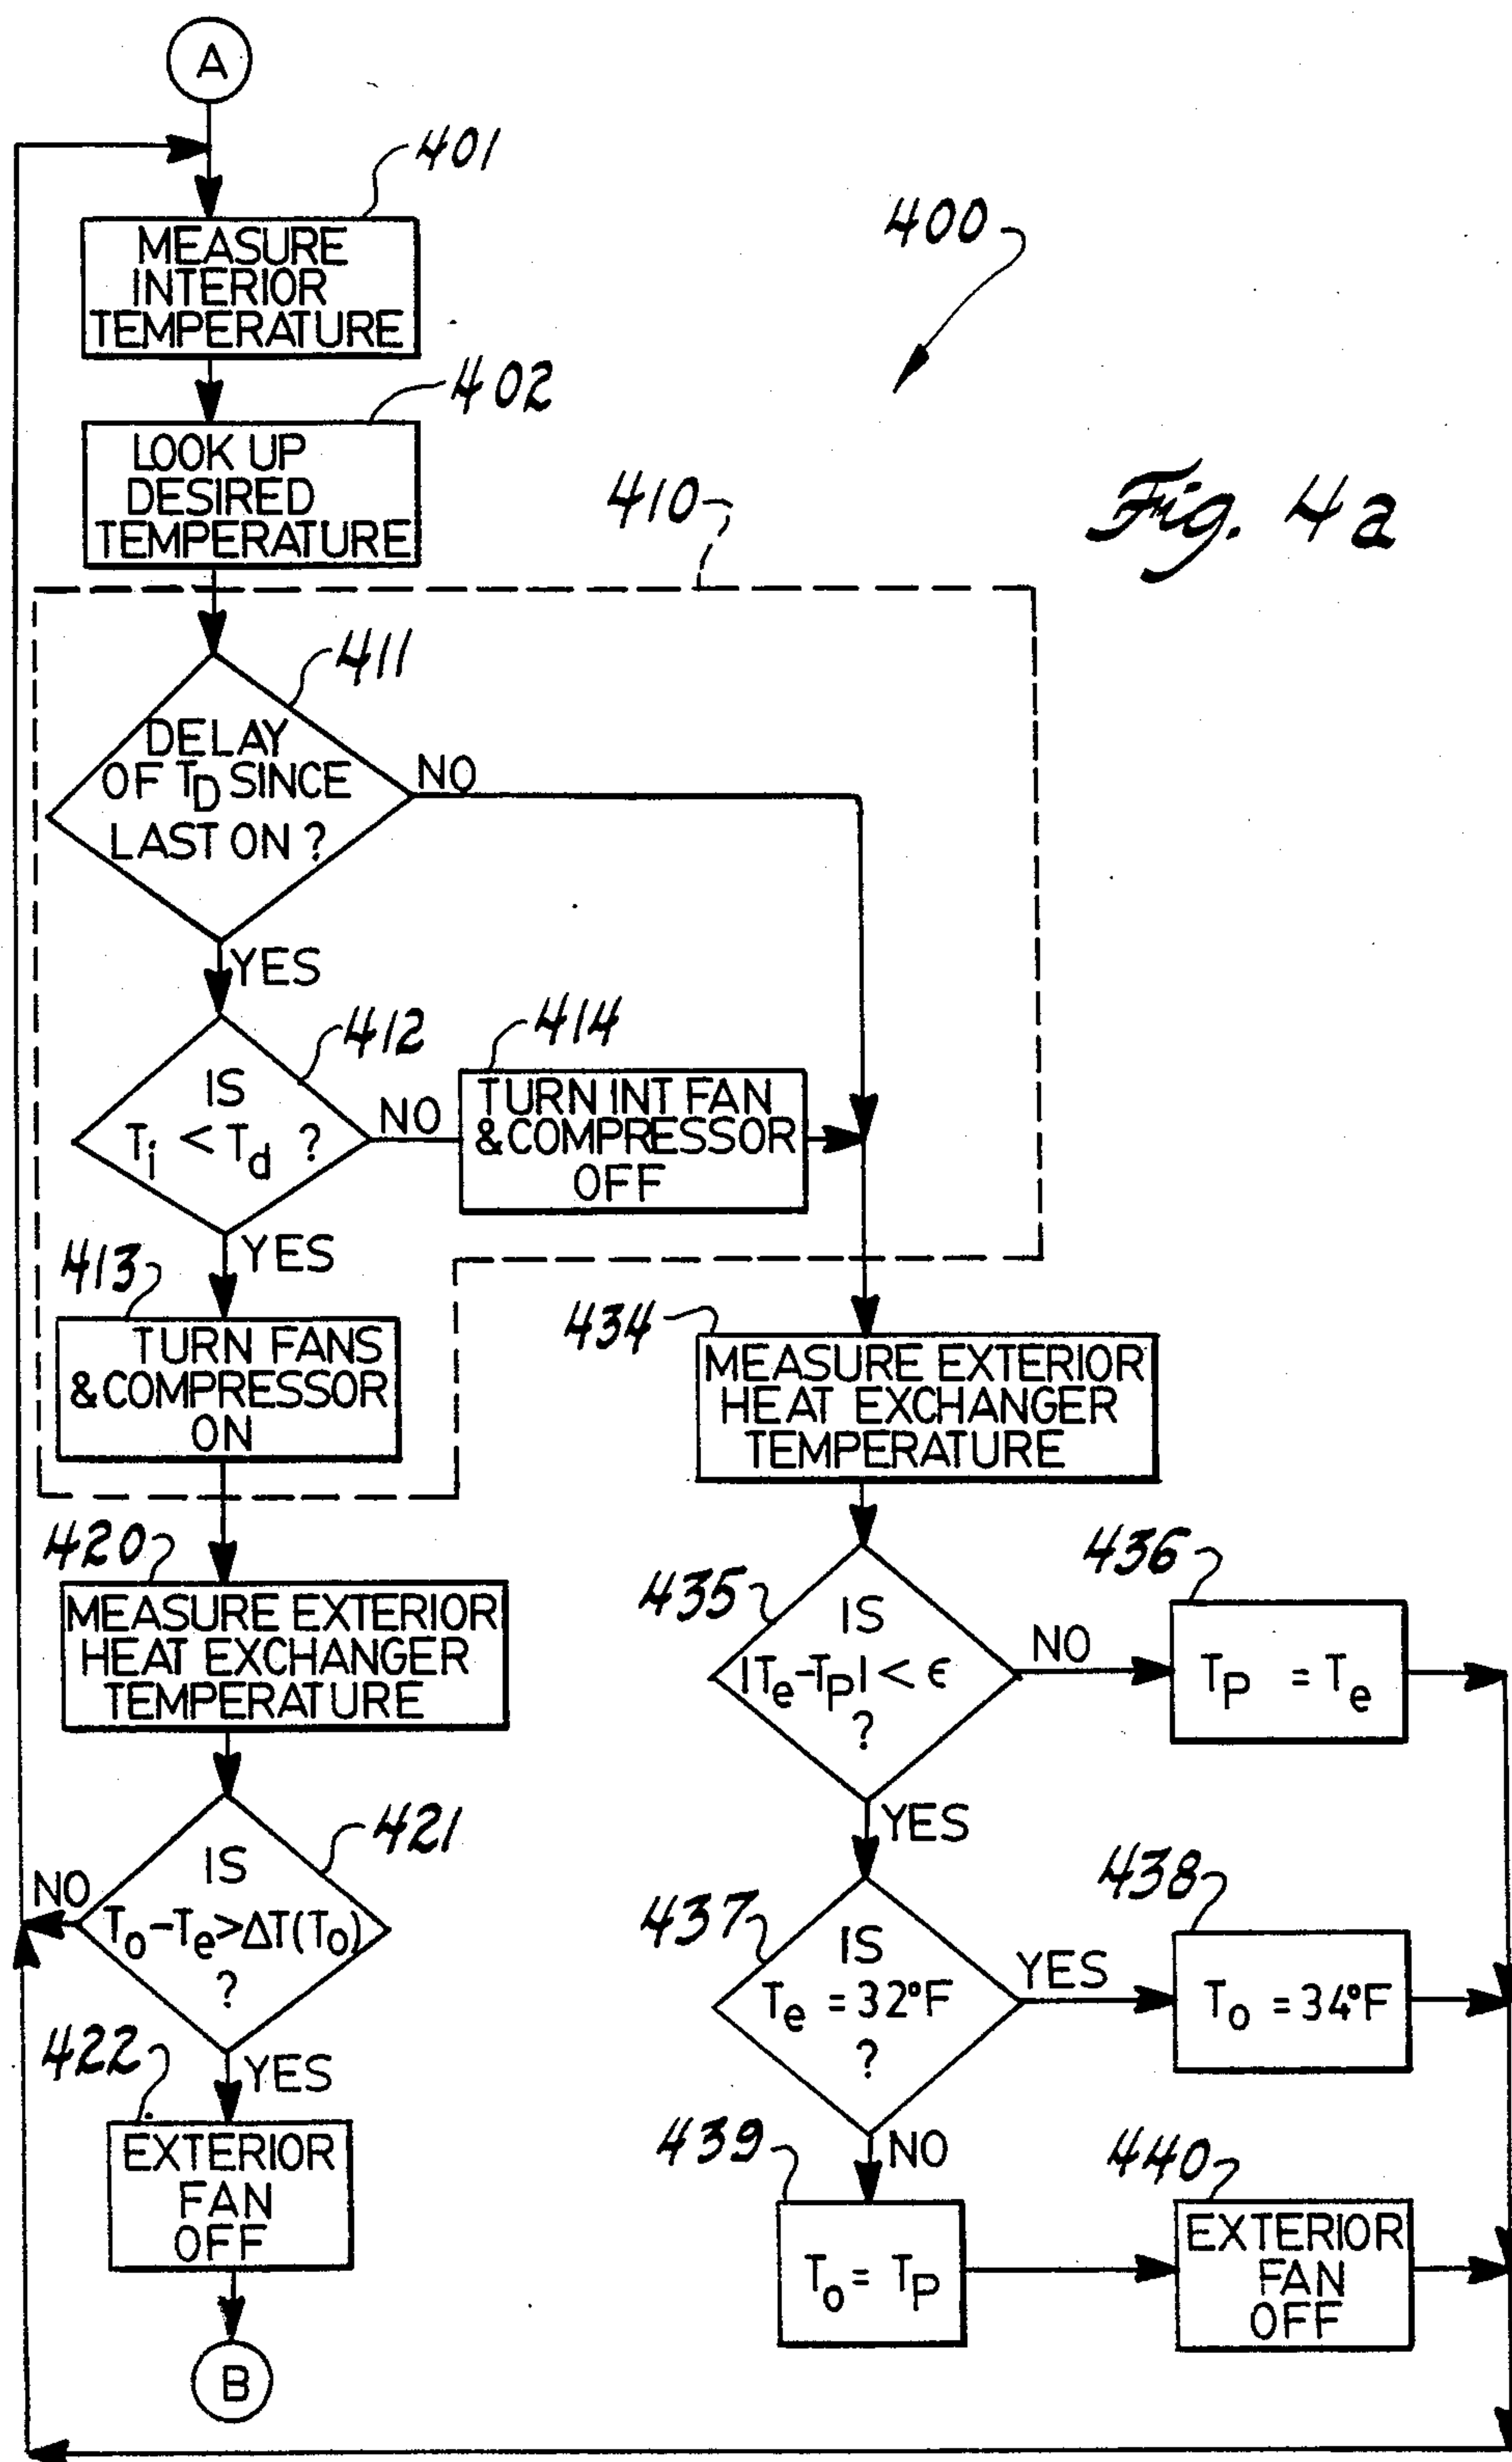 A
401
MEASURE
INTERIOR
TEMPERATURE
400
402
LOOK UP
DESIRED
TEMPERATURE
410
Fig. 4a
411
DELAY
OF TD SINCE
LAST ON ?
NO
YES
412
IS
Ti < Td ?
NO
414
TURN INT FAN
& COMPRESSOR
OFF
YES
413
TURN FANS
& COMPRESSOR
ON
434
MEASURE EXTERIOR
HEAT EXCHANGER
TEMPERATURE
420
MEASURE EXTERIOR
HEAT EXCHANGER
TEMPERATURE
435
IS
|Te-TP| < ϵ
?
NO
436
TP = Te
YES
421
IS
To-Te>ΔT(To)
?
NO
YES
437
IS
Te = 32°F
?
YES
438
To = 34°F
NO
422
EXTERIOR
FAN
OFF
439
To = TP
440
EXTERIOR
FAN
OFF
B